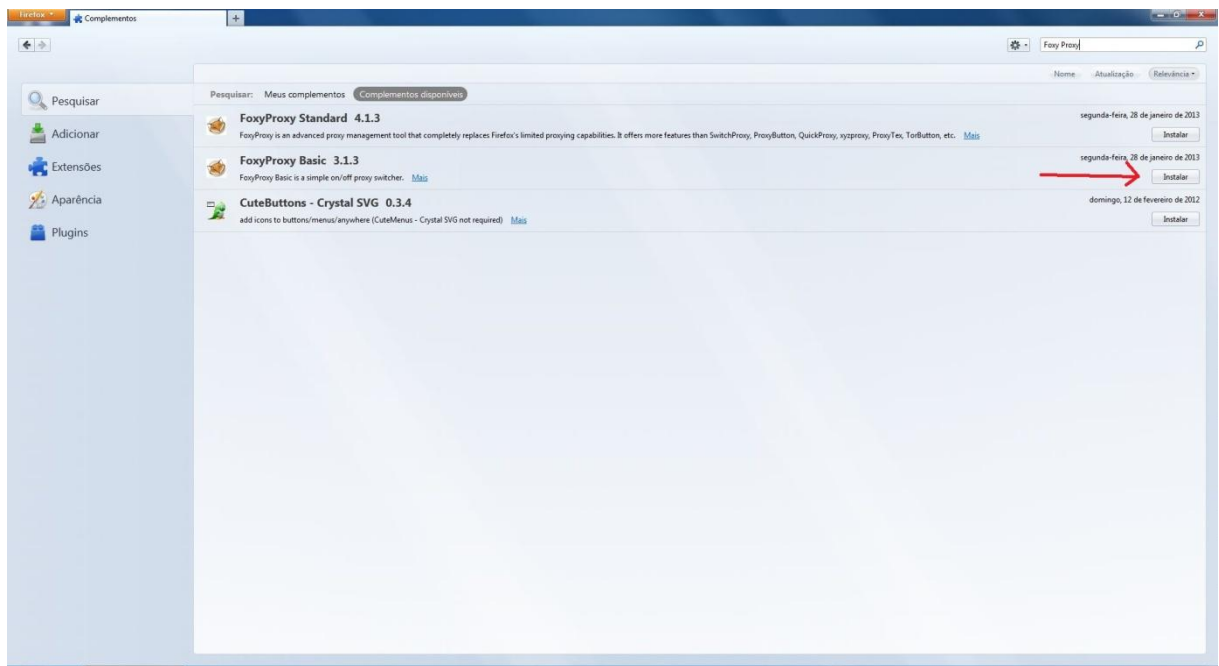 Firefox
Complementos
+
Foxy Proxy
Nome Atualização Relevância
Pesquisar
Adicionar
Extensões
Aparência
Plugins
Pesquisar: Meus complementos Complementos disponíveis
FoxyProxy Standard 4.1.3
segunda-feira, 28 de janeiro de 2013
FoxyProxy is an advanced proxy management tool that completely replaces Firefox's limited proxying capabilities. It offers more features than SwitchProxy, ProxyButton, QuickProxy, xyzproxy, ProxyTex, TorButton, etc. Mais
Instalar
FoxyProxy Basic 3.1.3
segunda-feira, 28 de janeiro de 2013
FoxyProxy Basic is a simple on/off proxy switcher. Mais
Instalar
CuteButtons - Crystal SVG 0.3.4
domingo, 12 de fevereiro de 2012
add icons to buttons/menus/anywhere (CuteMenus - Crystal SVG not required) Mais
Instalar